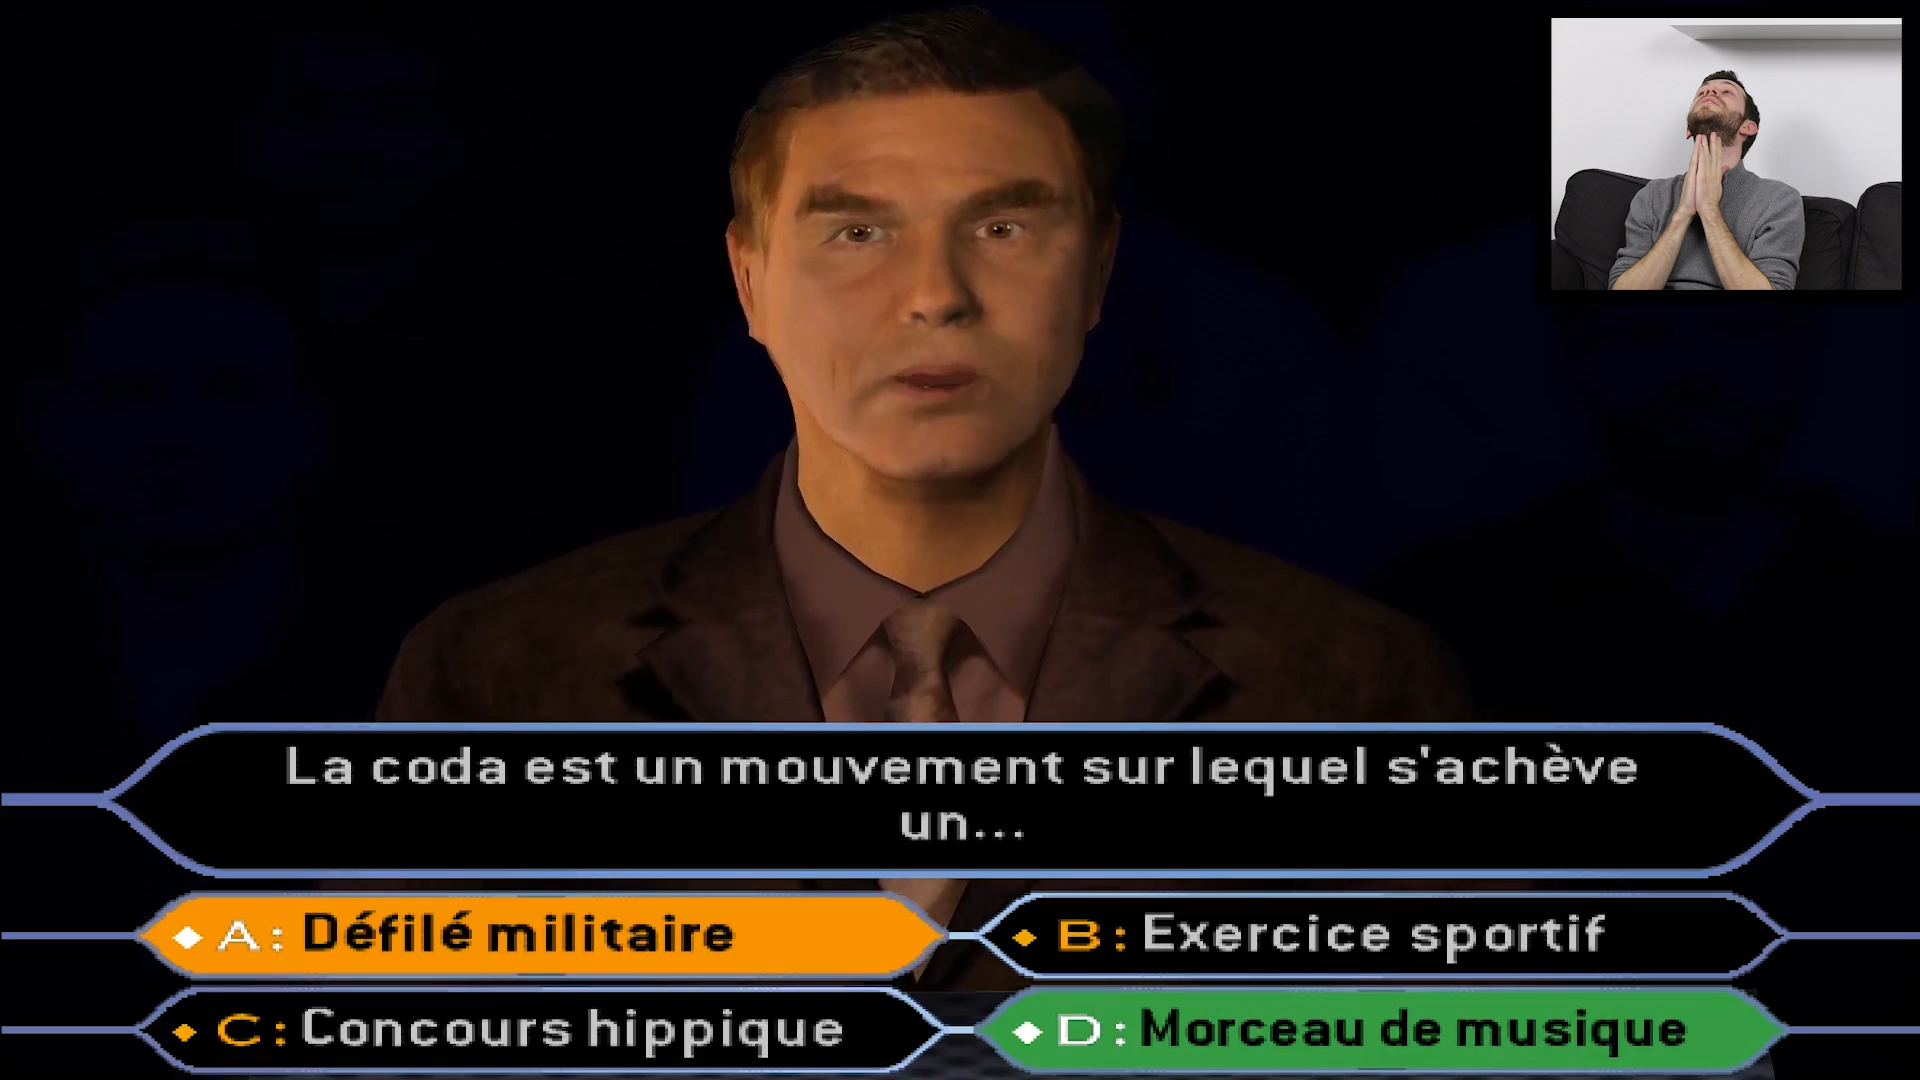 La coda est un mouvement sur lequel s'achève
un...
A: Défilé militaire
B: Exercice sportif
C: Concours hippique
D: Morceau de musique